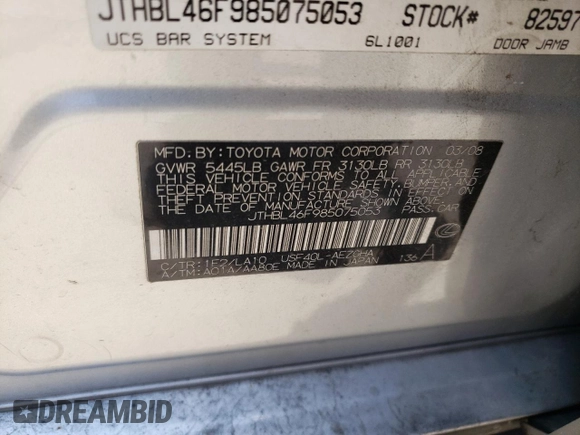 JTHBL46F985075053 STOCK# 82597
UCS BAR SYSTEM 6L1001 DOOR JAMB
MFD. BY: TOYOTA MOTOR CORPORATION 03/08
GVWR 5445LB GAWR FR 3130LB RR 3130LB
THIS VEHICLE CONFORMS TO ALL APPLICABLE
FEDERAL MOTOR VEHICLE SAFETY, BUMPER, AND
THEFT PREVENTION STANDARDS IN EFFECT ON
THE DATE OF MANUFACTURE SHOWN ABOVE.
JTHBL46F985075053 PASS. CAR
C/TR: 1F2/LA10 USF40L-AEZGHA 136 A
A/TM: A01A/AA80E MADE IN JAPAN
DREAMBID